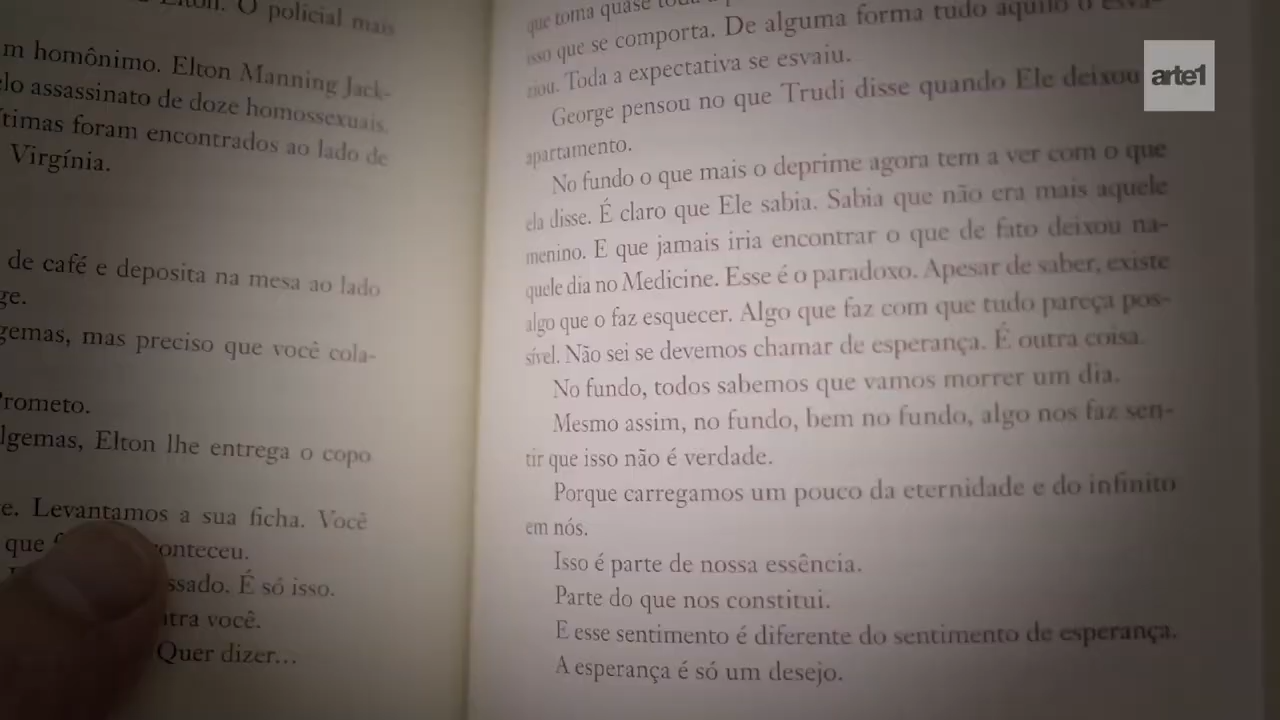 Elton. O policial mais
m homônimo. Elton Manning Jack-
lo assassinato de doze homossexuais.
timas foram encontrados ao lado de
Virgínia.
de café e deposita na mesa ao lado
ge.
gemas, mas preciso que você cola-
rometo.
lgemas, Elton lhe entrega o copo
e. Levantamos a sua ficha. Você
que onteceu.
ssado. É só isso.
tra você.
Quer dizer...
que toma quase
isso que se comporta. De alguma forma tudo aquilo o esva-
ziou. Toda a expectativa se esvaiu.
George pensou no que Trudi disse quando Ele deixou
apartamento.
No fundo o que mais o deprime agora tem a ver com o que
ela disse. É claro que Ele sabia. Sabia que não era mais aquele
menino. E que jamais iria encontrar o que de fato deixou na-
quele dia no Medicine. Esse é o paradoxo. Apesar de saber, existe
algo que o faz esquecer. Algo que faz com que tudo pareça pos-
sível. Não sei se devemos chamar de esperança. É outra coisa.
No fundo, todos sabemos que vamos morrer um dia.
Mesmo assim, no fundo, bem no fundo, algo nos faz sen-
tir que isso não é verdade.
Porque carregamos um pouco da eternidade e do infinito
em nós.
Isso é parte de nossa essência.
Parte do que nos constitui.
E esse sentimento é diferente do sentimento de esperança.
A esperança é só um desejo.
arte1